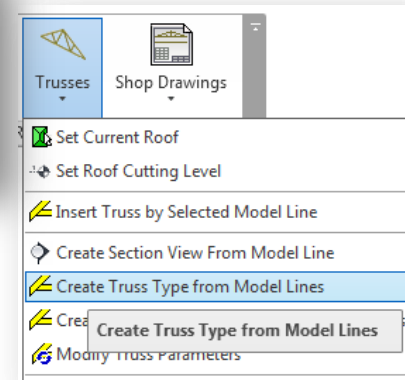 Trusses
Shop Drawings
Set Current Roof
Set Roof Cutting Level
Insert Truss by Selected Model Line
Create Section View From Model Line
Create Truss Type from Model Lines
Create Truss Type from Model Lines
Modify Truss Parameters